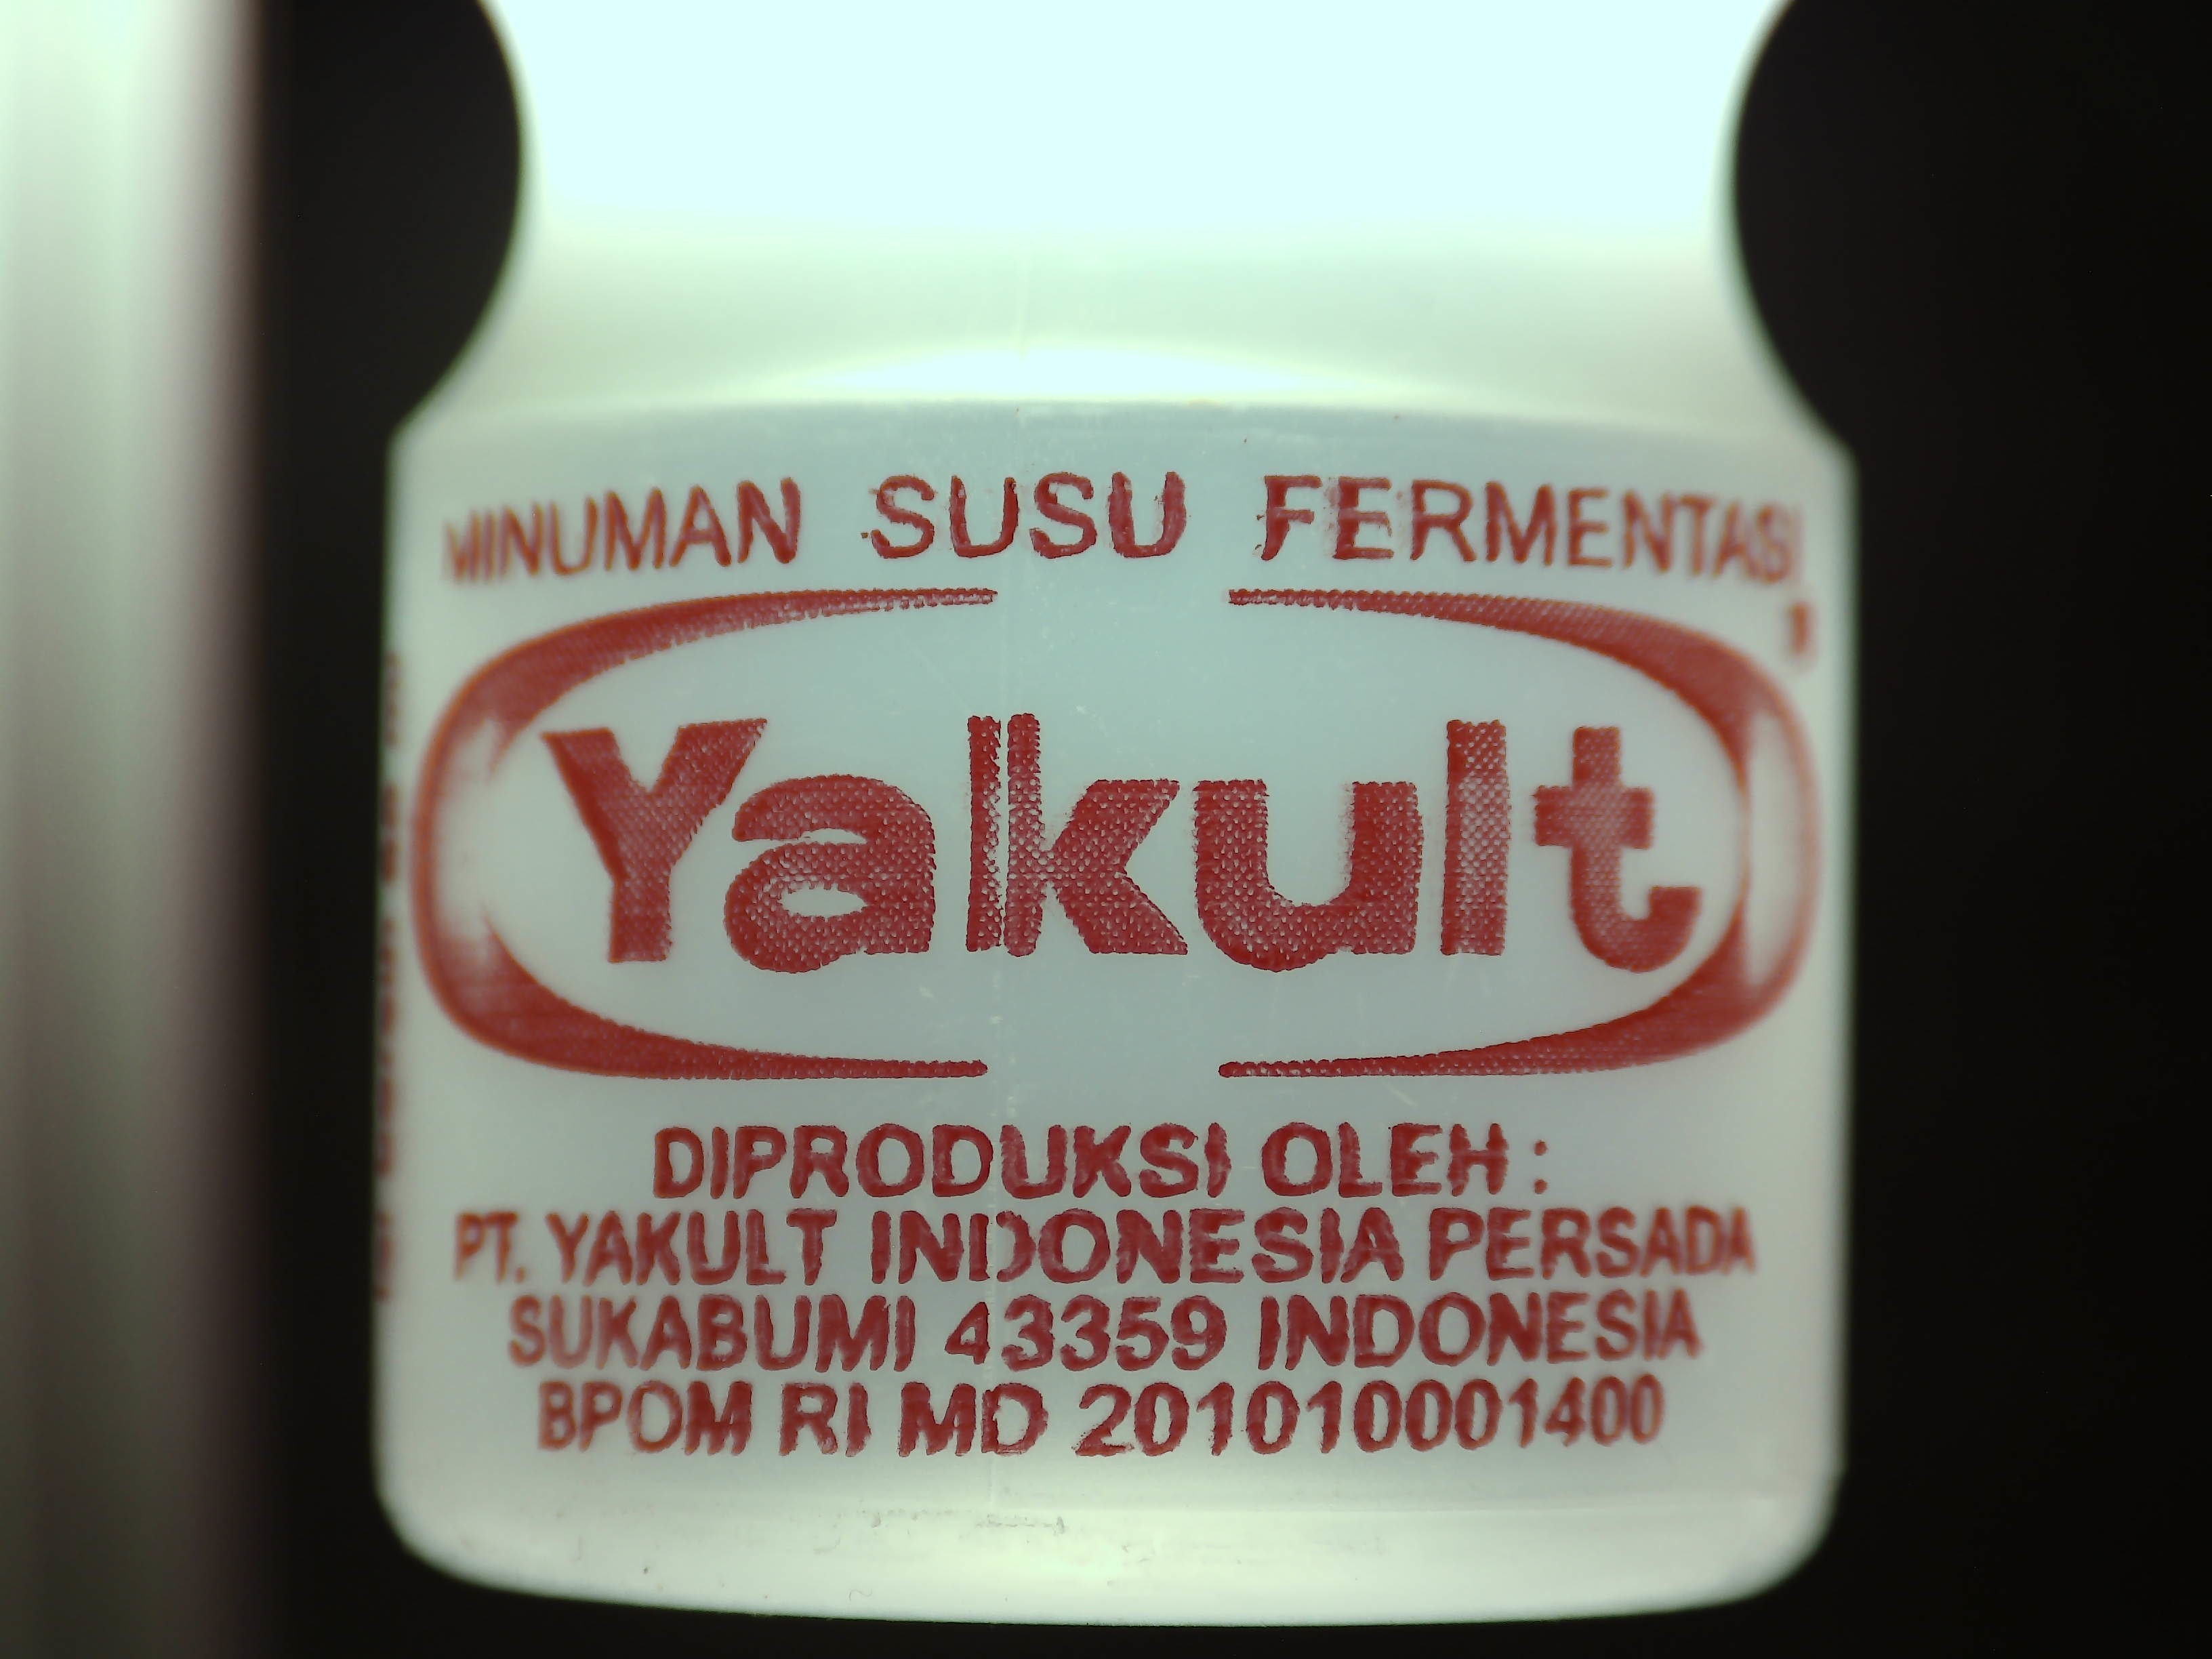 MINUMAN SUSU FERMENTASI
Yakult
DIPRODUKSI OLEH :
PT. YAKULT INDONESIA PERSADA
SUKABUMI 43359 INDONESIA
BPOM RI MD 201010001400